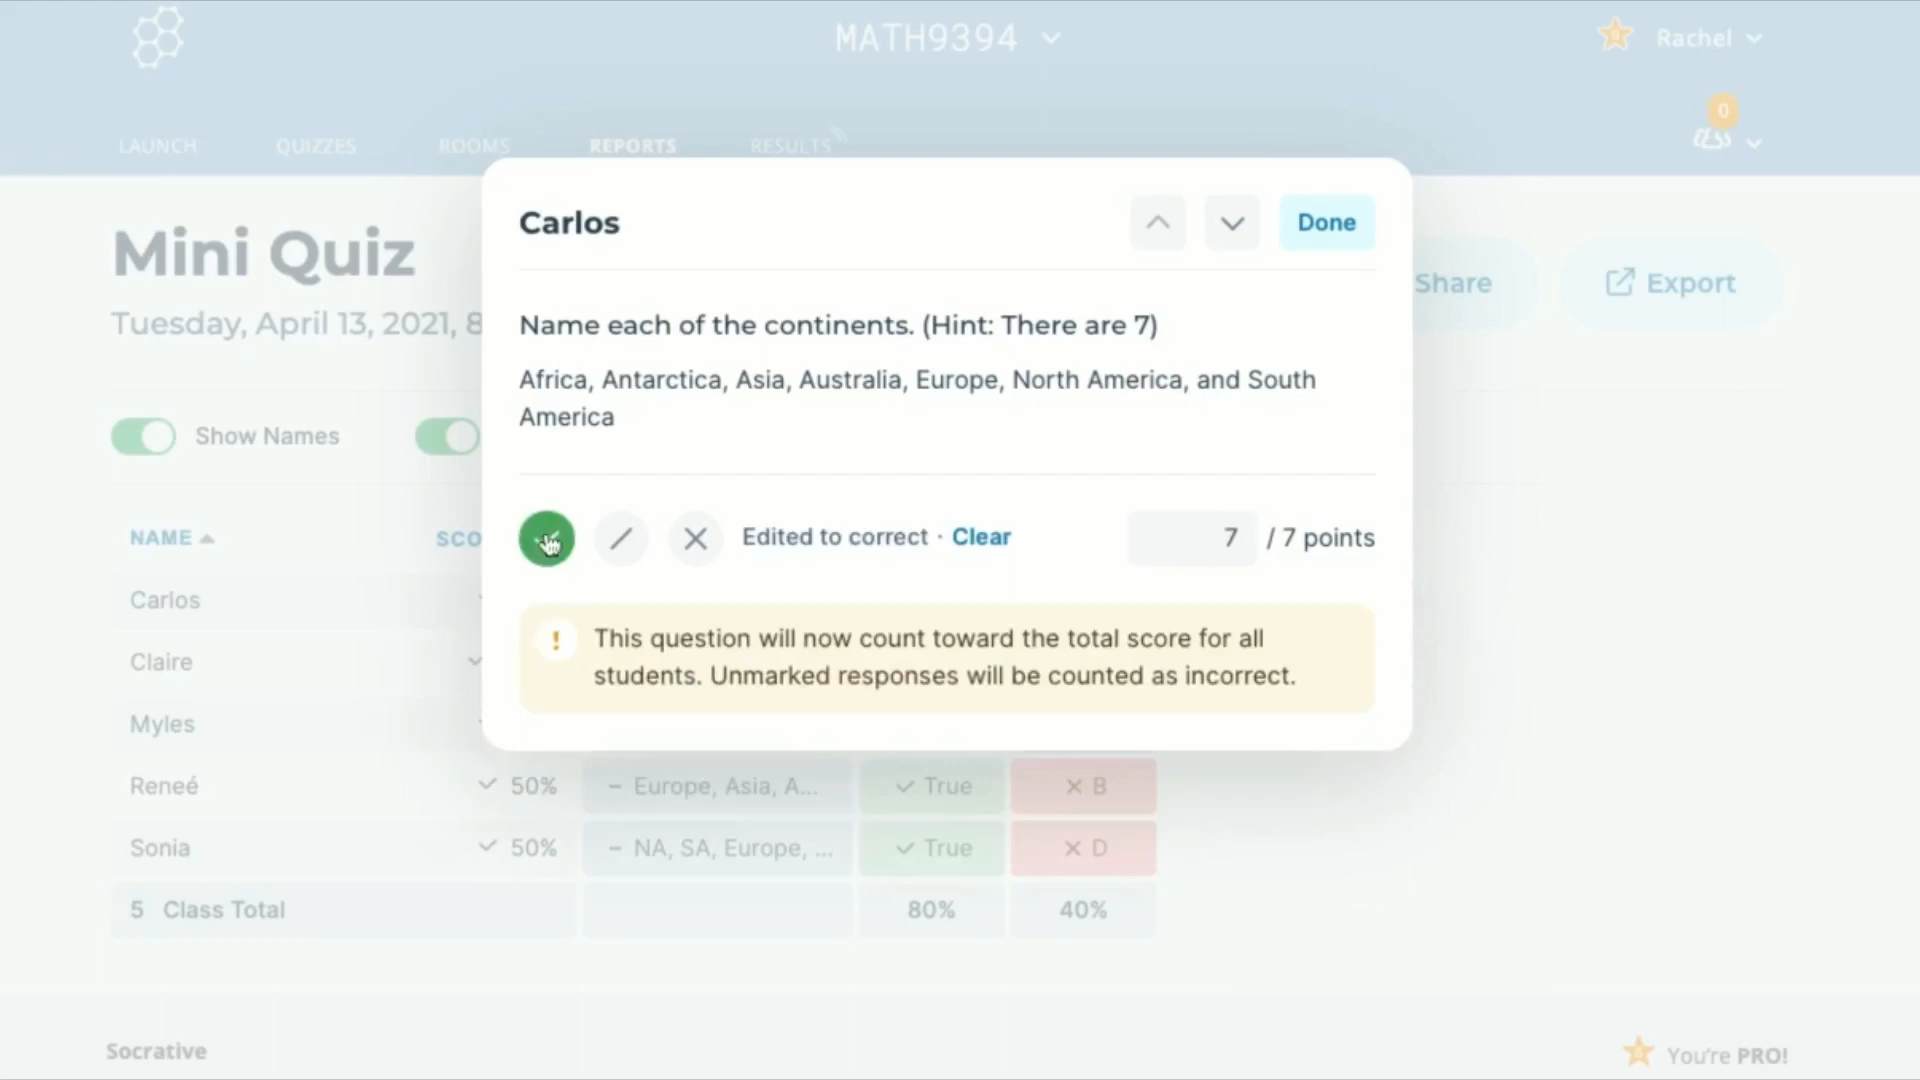 MATH9394
Rachel
0
LAUNCH
QUIZZES
ROOMS
REPORTS
RESULTS
Carlos
Done
Mini Quiz
Share
Export
Tuesday, April 13, 2021, 8
Name each of the continents. (Hint: There are 7)
Africa, Antarctica, Asia, Australia, Europe, North America, and South
America
Show Names
NAME
SCO
Edited to correct · Clear
7 / 7 points
Carlos
This question will now count toward the total score for all
students. Unmarked responses will be counted as incorrect.
Claire
Myles
Reneé 50% – Europe, Asia, A... True B
Sonia 50% – NA, SA, Europe, ... True D
5 Class Total 80% 40%
Socrative
You're PRO!